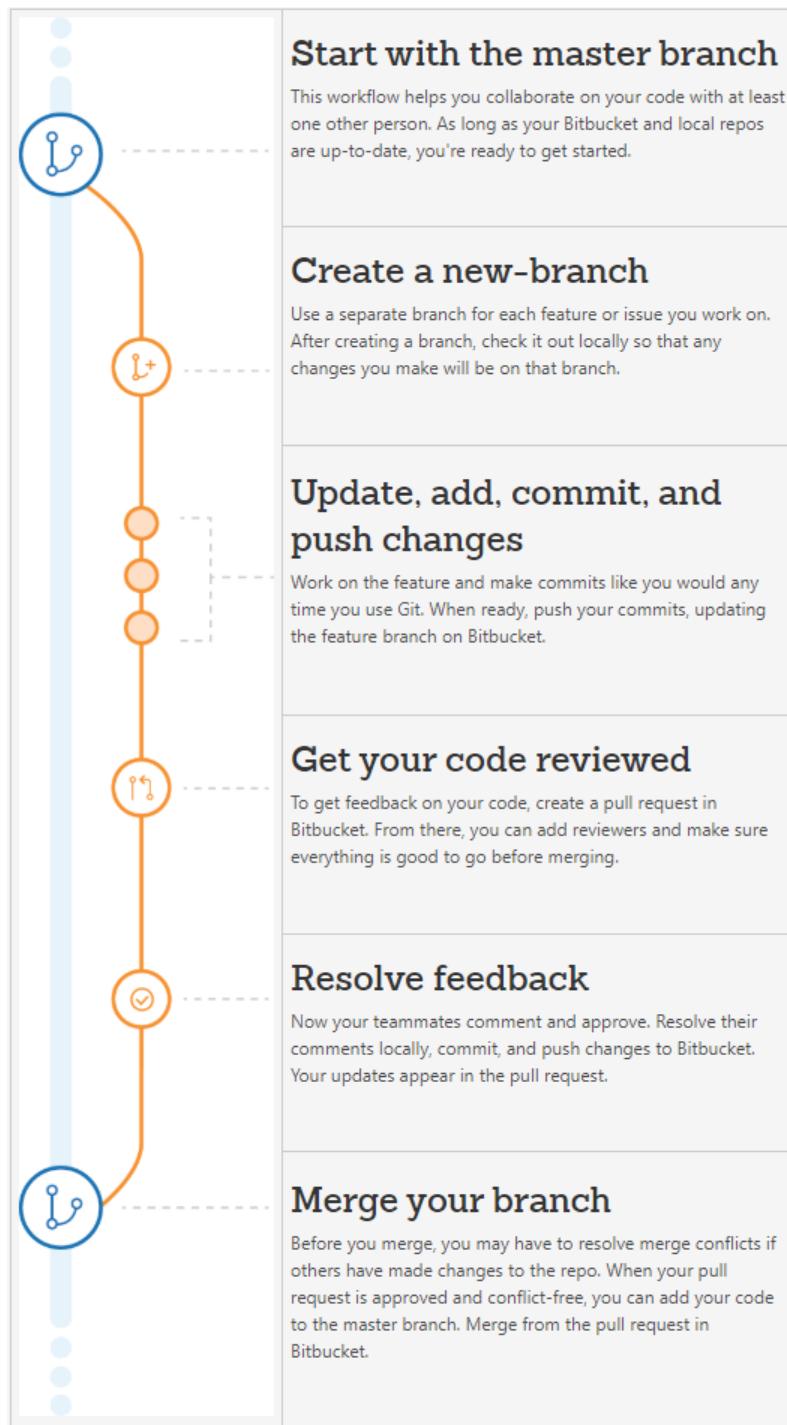 Start with the master branch
This workflow helps you collaborate on your code with at least
one other person. As long as your Bitbucket and local repos
are up-to-date, you're ready to get started.
Create a new-branch
Use a separate branch for each feature or issue you work on.
After creating a branch, check it out locally so that any
changes you make will be on that branch.
Update, add, commit, and
push changes
Work on the feature and make commits like you would any
time you use Git. When ready, push your commits, updating
the feature branch on Bitbucket.
Get your code reviewed
To get feedback on your code, create a pull request in
Bitbucket. From there, you can add reviewers and make sure
everything is good to go before merging.
Resolve feedback
Now your teammates comment and approve. Resolve their
comments locally, commit, and push changes to Bitbucket.
Your updates appear in the pull request.
Merge your branch
Before you merge, you may have to resolve merge conflicts if
others have made changes to the repo. When your pull
request is approved and conflict-free, you can add your code
to the master branch. Merge from the pull request in
Bitbucket.